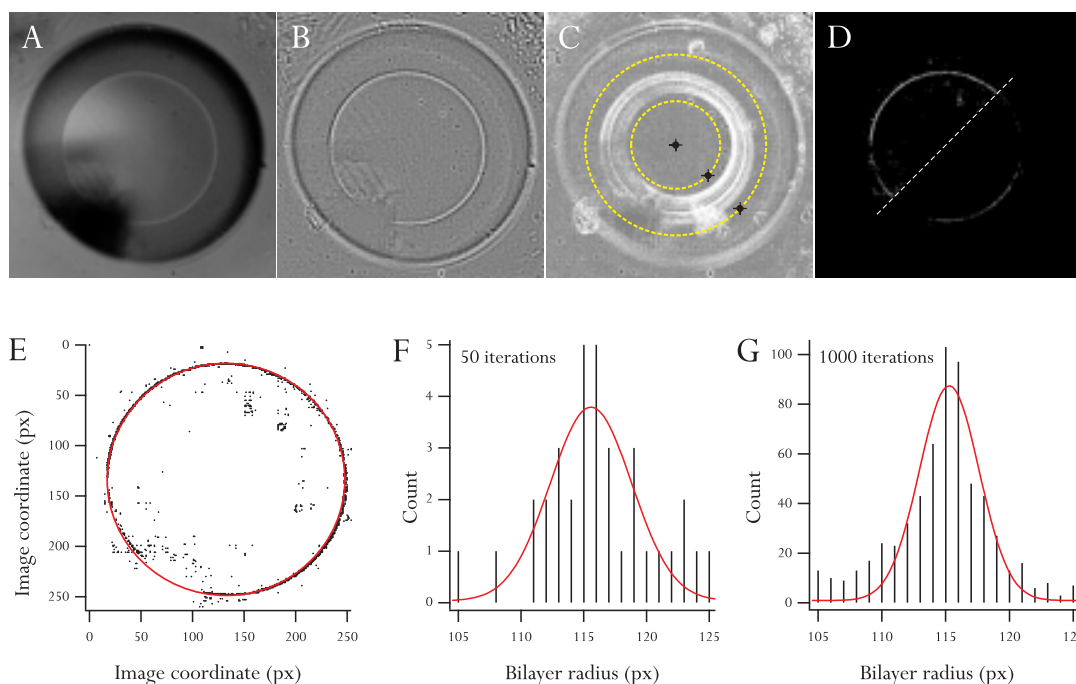 A B C D
E F G
0
50
100
150
200
250
0 50 100 150 200 250
Image coordinate (px)
Image coordinate (px)
50 iterations
5
4
3
2
1
0
105 110 115 120 125
Count
Bilayer radius (px)
1000 iterations
100
80
60
40
20
0
105 110 115 120 125
Count
Bilayer radius (px)